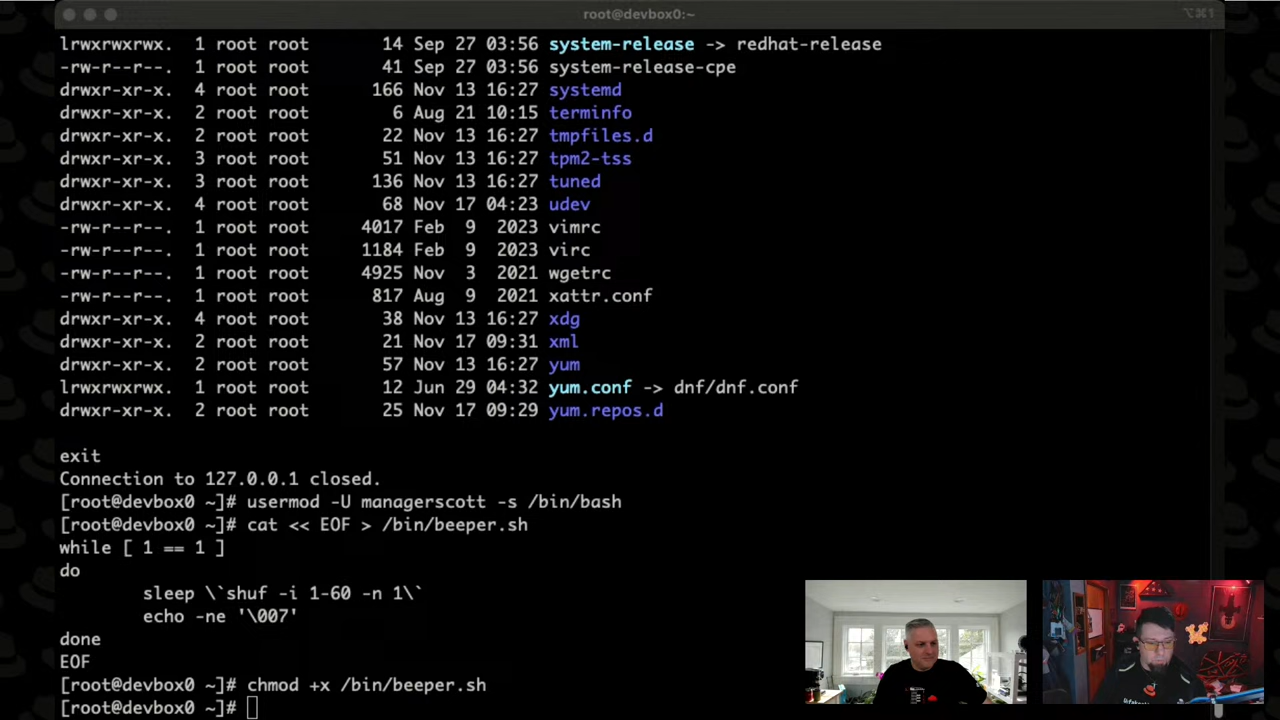 root@devbox0:~
⌥⌘1
lrwxrwxrwx.  1 root root       14 Sep 27 03:56 system-release -> redhat-release
-rw-r--r--.  1 root root       41 Sep 27 03:56 system-release-cpe
drwxr-xr-x.  4 root root      166 Nov 13 16:27 systemd
drwxr-xr-x.  2 root root        6 Aug 21 10:15 terminfo
drwxr-xr-x.  2 root root       22 Nov 13 16:27 tmpfiles.d
drwxr-xr-x.  3 root root       51 Nov 13 16:27 tpm2-tss
drwxr-xr-x.  3 root root      136 Nov 13 16:27 tuned
drwxr-xr-x.  4 root root       68 Nov 17 04:23 udev
-rw-r--r--.  1 root root     4017 Feb  9  2023 vimrc
-rw-r--r--.  1 root root     1184 Feb  9  2023 virc
-rw-r--r--.  1 root root     4925 Nov  3  2021 wgetrc
-rw-r--r--.  1 root root      817 Aug  9  2021 xattr.conf
drwxr-xr-x.  4 root root       38 Nov 13 16:27 xdg
drwxr-xr-x.  2 root root       21 Nov 17 09:31 xml
drwxr-xr-x.  2 root root       57 Nov 13 16:27 yum
lrwxrwxrwx.  1 root root       12 Jun 29 04:32 yum.conf -> dnf/dnf.conf
drwxr-xr-x.  2 root root       25 Nov 17 09:29 yum.repos.d
exit
Connection to 127.0.0.1 closed.
[root@devbox0 ~]# usermod -U managerscott -s /bin/bash
[root@devbox0 ~]# cat << EOF > /bin/beeper.sh
while [ 1 == 1 ]
do
        sleep \`shuf -i 1-60 -n 1\`
        echo -ne '\007'
done
EOF
[root@devbox0 ~]# chmod +x /bin/beeper.sh
[root@devbox0 ~]#